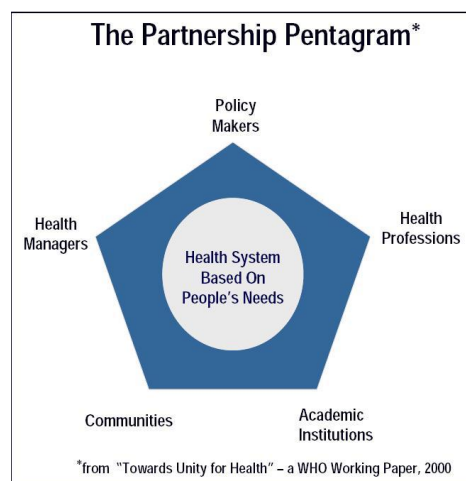 The Partnership Pentagram*
Policy
Makers
Health
Managers
Health
Professions
Health System
Based On
People's Needs
Communities
Academic
Institutions
*from "Towards Unity for Health" – a WHO Working Paper, 2000